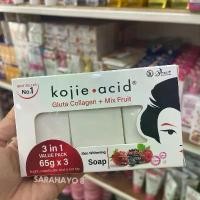 No.1
kojie·acid®
Gluta Collagen + Mix Fruit
3 in 1
VALUE PACK
65g x 3
Skin Whitening
Soap
SARAHAYO